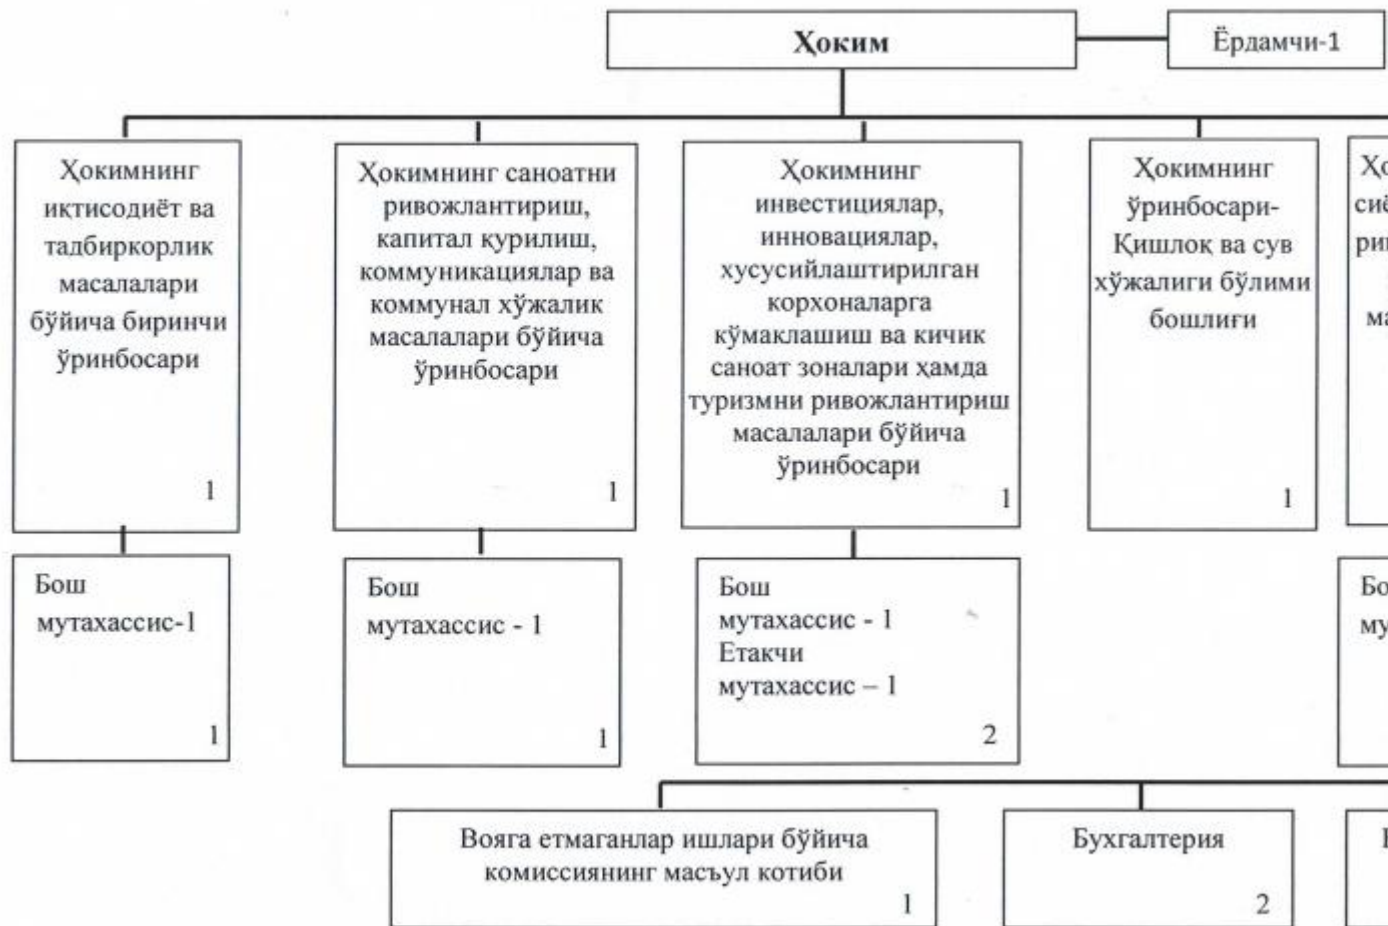 Ҳоким
Ёрдамчи-1
Ҳокимнинг
иқтисодиёт ва
тадбиркорлик
масалалари
бўйича биринчи
ўринбосари
1
Ҳокимнинг саноатни
ривожлантириш,
капитал қурилиш,
коммуникациялар ва
коммунал хўжалик
масалалари бўйича
ўринбосари
1
Ҳокимнинг
инвестициялар,
инновациялар,
хусусийлаштирилган
корхоналарга
кўмаклашиш ва кичик
саноат зоналари ҳамда
туризмни ривожлантириш
масалалари бўйича
ўринбосари
1
Ҳокимнинг
ўринбосари-
Қишлоқ ва сув
хўжалиги бўлими
бошлиғи
1
Бош
мутахассис-1
1
Бош
мутахассис - 1
1
Бош
мутахассис - 1
Етакчи
мутахассис – 1
2
Вояга етмаганлар ишлари бўйича
комиссиянинг масъул котиби
1
Бухгалтерия
2